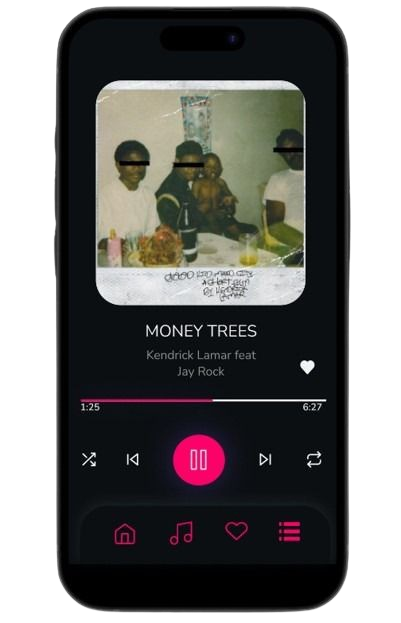 good kid, m.A.A.d city
A SHORT FILM
BY KENDRICK
LAMAR
MONEY TREES
Kendrick Lamar feat
Jay Rock
1:25
6:27